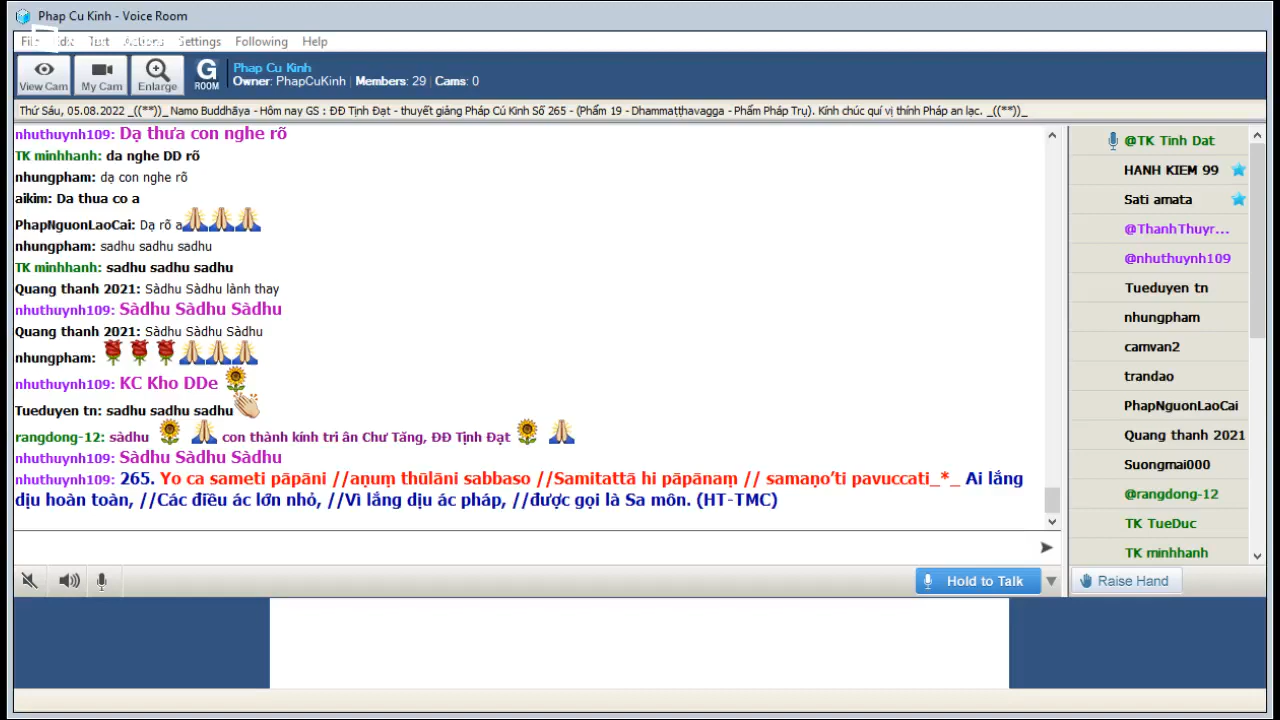 Phap Cu Kinh - Voice Room
Settings Following Help
View Cam My Cam Enlarge G ROOM
Phap Cu Kinh
Owner: PhapCuKinh | Members: 29 | Cams: 0
Thứ Sáu, 05.08.2022 _((**))_ Namo Buddhāya - Hôm nay GS : ĐĐ Tịnh Đạt - thuyết giảng Pháp Cú Kinh Số 265 - (Phẩm 19 - Dhammaṭṭhavagga - Phẩm Pháp Trụ). Kính chúc quí vị thính Pháp an lạc. _((**))_
nhuthuynh109: Dạ thưa con nghe rõ
TK minhhanh: da nghe DD rõ
nhungpham: dạ con nghe rõ
aikim: Da thua co a
PhapNguonLaoCai: Dạ rõ a
nhungpham: sadhu sadhu sadhu
TK minhhanh: sadhu sadhu sadhu
Quang thanh 2021: Sàdhu Sàdhu lành thay
nhuthuynh109: Sàdhu Sàdhu Sàdhu
Quang thanh 2021: Sàdhu Sàdhu Sàdhu
nhungpham:
nhuthuynh109: KC Kho DDe
Tueduyen tn: sadhu sadhu sadhu
rangdong-12: sàdhu con thành kính tri ân Chư Tăng, ĐĐ Tịnh Đạt
nhuthuynh109: Sàdhu Sàdhu Sàdhu
nhuthuynh109: 265. Yo ca sameti pāpāni //aṇuṃ thūlāni sabbaso //Samitattā hi pāpānaṃ // samaṇo’ti pavuccati_*_ Ai lắng
dịu hoàn toàn, //Các điều ác lớn nhỏ, //Vì lắng dịu ác pháp, //được gọi là Sa môn. (HT-TMC)
@TK Tinh Dat
HANH KIEM 99
Sati amata
@ThanhThuyr...
@nhuthuynh109
Tueduyen tn
nhungpham
camvan2
trandao
PhapNguonLaoCai
Quang thanh 2021
Suongmai000
@rangdong-12
TK TueDuc
TK minhhanh
Hold to Talk
Raise Hand